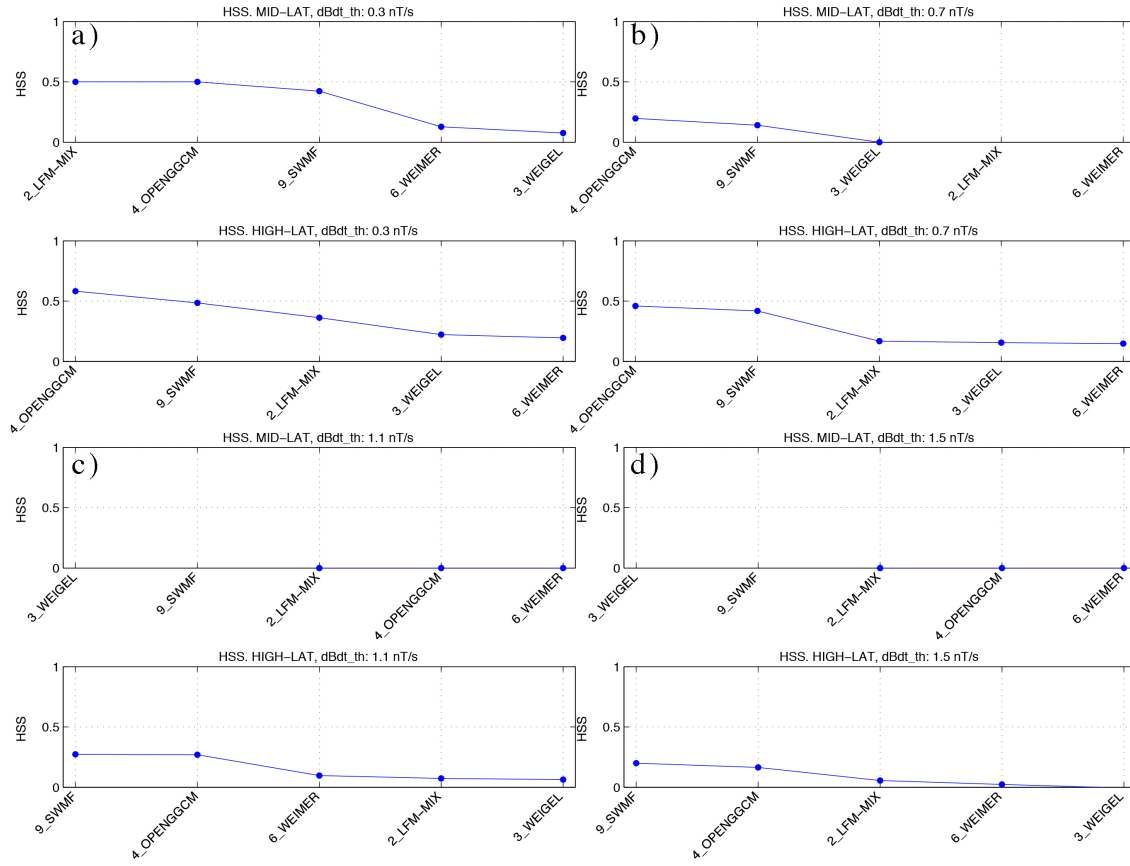 HSS. MID-LAT, dBdt_th: 0.3 nT/s
a)
1
0.5
0
HSS
2_LFM-MIX
4_OPENGGCM
9_SWMF
6_WEIMER
3_WEIGEL
HSS. MID-LAT, dBdt_th: 0.7 nT/s
b)
1
0.5
0
HSS
4_OPENGGCM
9_SWMF
3_WEIGEL
2_LFM-MIX
6_WEIMER
HSS. HIGH-LAT, dBdt_th: 0.3 nT/s
1
0.5
0
HSS
4_OPENGGCM
9_SWMF
2_LFM-MIX
3_WEIGEL
6_WEIMER
HSS. HIGH-LAT, dBdt_th: 0.7 nT/s
1
0.5
0
HSS
4_OPENGGCM
9_SWMF
2_LFM-MIX
3_WEIGEL
6_WEIMER
HSS. MID-LAT, dBdt_th: 1.1 nT/s
c)
1
0.5
0
HSS
3_WEIGEL
9_SWMF
2_LFM-MIX
4_OPENGGCM
6_WEIMER
HSS. MID-LAT, dBdt_th: 1.5 nT/s
d)
1
0.5
0
HSS
3_WEIGEL
9_SWMF
2_LFM-MIX
4_OPENGGCM
6_WEIMER
HSS. HIGH-LAT, dBdt_th: 1.1 nT/s
1
0.5
0
HSS
9_SWMF
4_OPENGGCM
6_WEIMER
2_LFM-MIX
3_WEIGEL
HSS. HIGH-LAT, dBdt_th: 1.5 nT/s
1
0.5
0
HSS
9_SWMF
4_OPENGGCM
2_LFM-MIX
6_WEIMER
3_WEIGEL